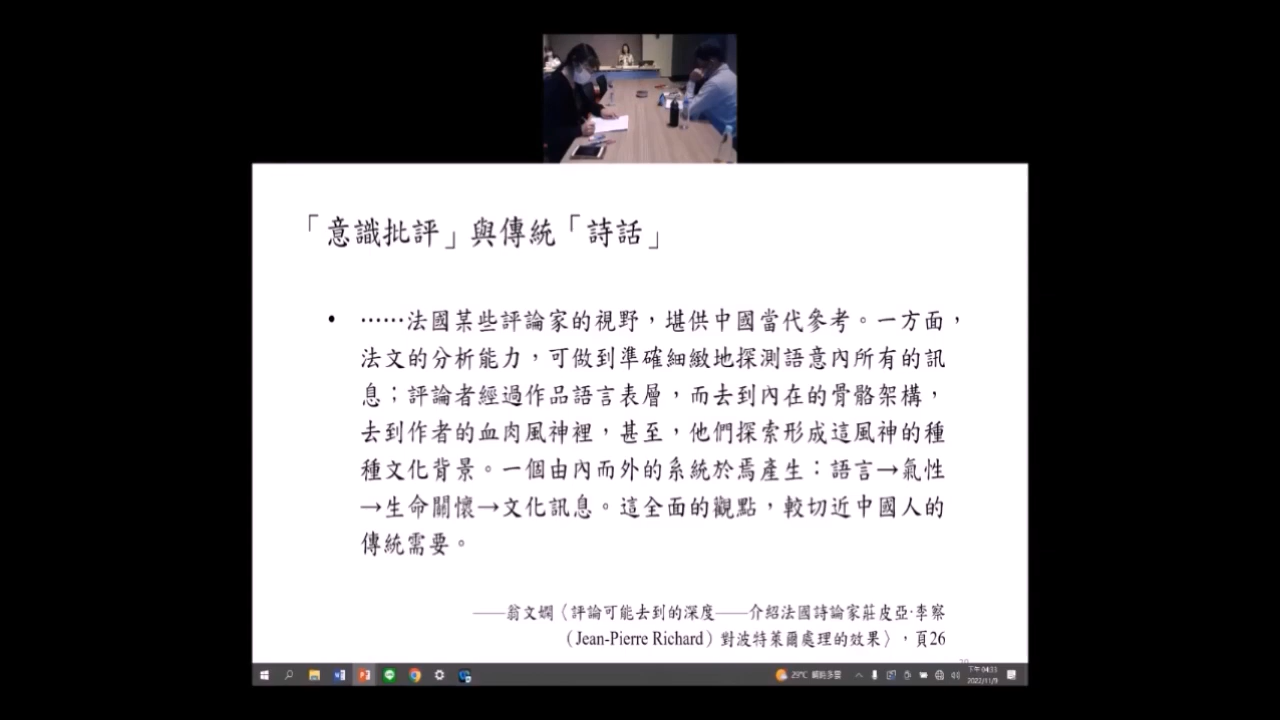 「意識批評」與傳統「詩話」
• ……法國某些評論家的視野，堪供中國當代參考。一方面，
法文的分析能力，可做到準確細緻地探測語意內所有的訊
息；評論者經過作品語言表層，而去到內在的骨骼架構，
去到作者的血肉風神裡，甚至，他們探索形成這風神的種
種文化背景。一個由內而外的系統於焉產生：語言→氣性
→生命關懷→文化訊息。這全面的觀點，較切近中國人的
傳統需要。
——翁文嫻〈評論可能去到的深度——介紹法國詩論家莊皮亞·李察
（Jean-Pierre Richard）對波特萊爾處理的效果〉，頁26
29°C
下午 04:33
2022/11/9